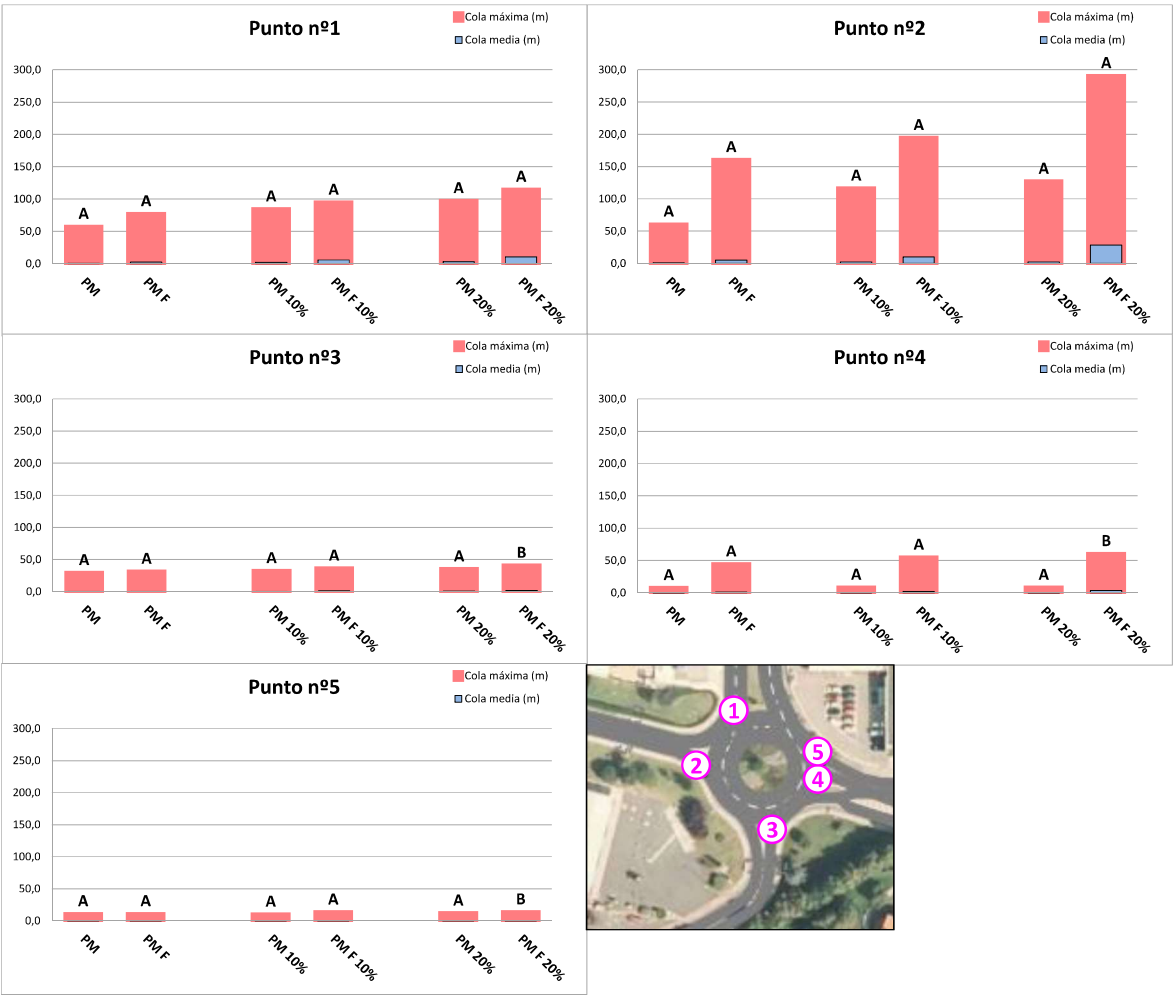 Punto nº1
Cola máxima (m)
Cola media (m)
300,0
250,0
200,0
150,0
100,0
50,0
0,0
A A A A A A
PM PM F PM 10% PM F 10% PM 20% PM F 20%
Punto nº2
Cola máxima (m)
Cola media (m)
300,0
250,0
200,0
150,0
100,0
50,0
0,0
A A A A A A
PM PM F PM 10% PM F 10% PM 20% PM F 20%
Punto nº3
Cola máxima (m)
Cola media (m)
300,0
250,0
200,0
150,0
100,0
50,0
0,0
A A A A A B
PM PM F PM 10% PM F 10% PM 20% PM F 20%
Punto nº4
Cola máxima (m)
Cola media (m)
300,0
250,0
200,0
150,0
100,0
50,0
0,0
A A A A A B
PM PM F PM 10% PM F 10% PM 20% PM F 20%
Punto nº5
Cola máxima (m)
Cola media (m)
300,0
250,0
200,0
150,0
100,0
50,0
0,0
A A A A A B
PM PM F PM 10% PM F 10% PM 20% PM F 20%
1
5
2
4
3